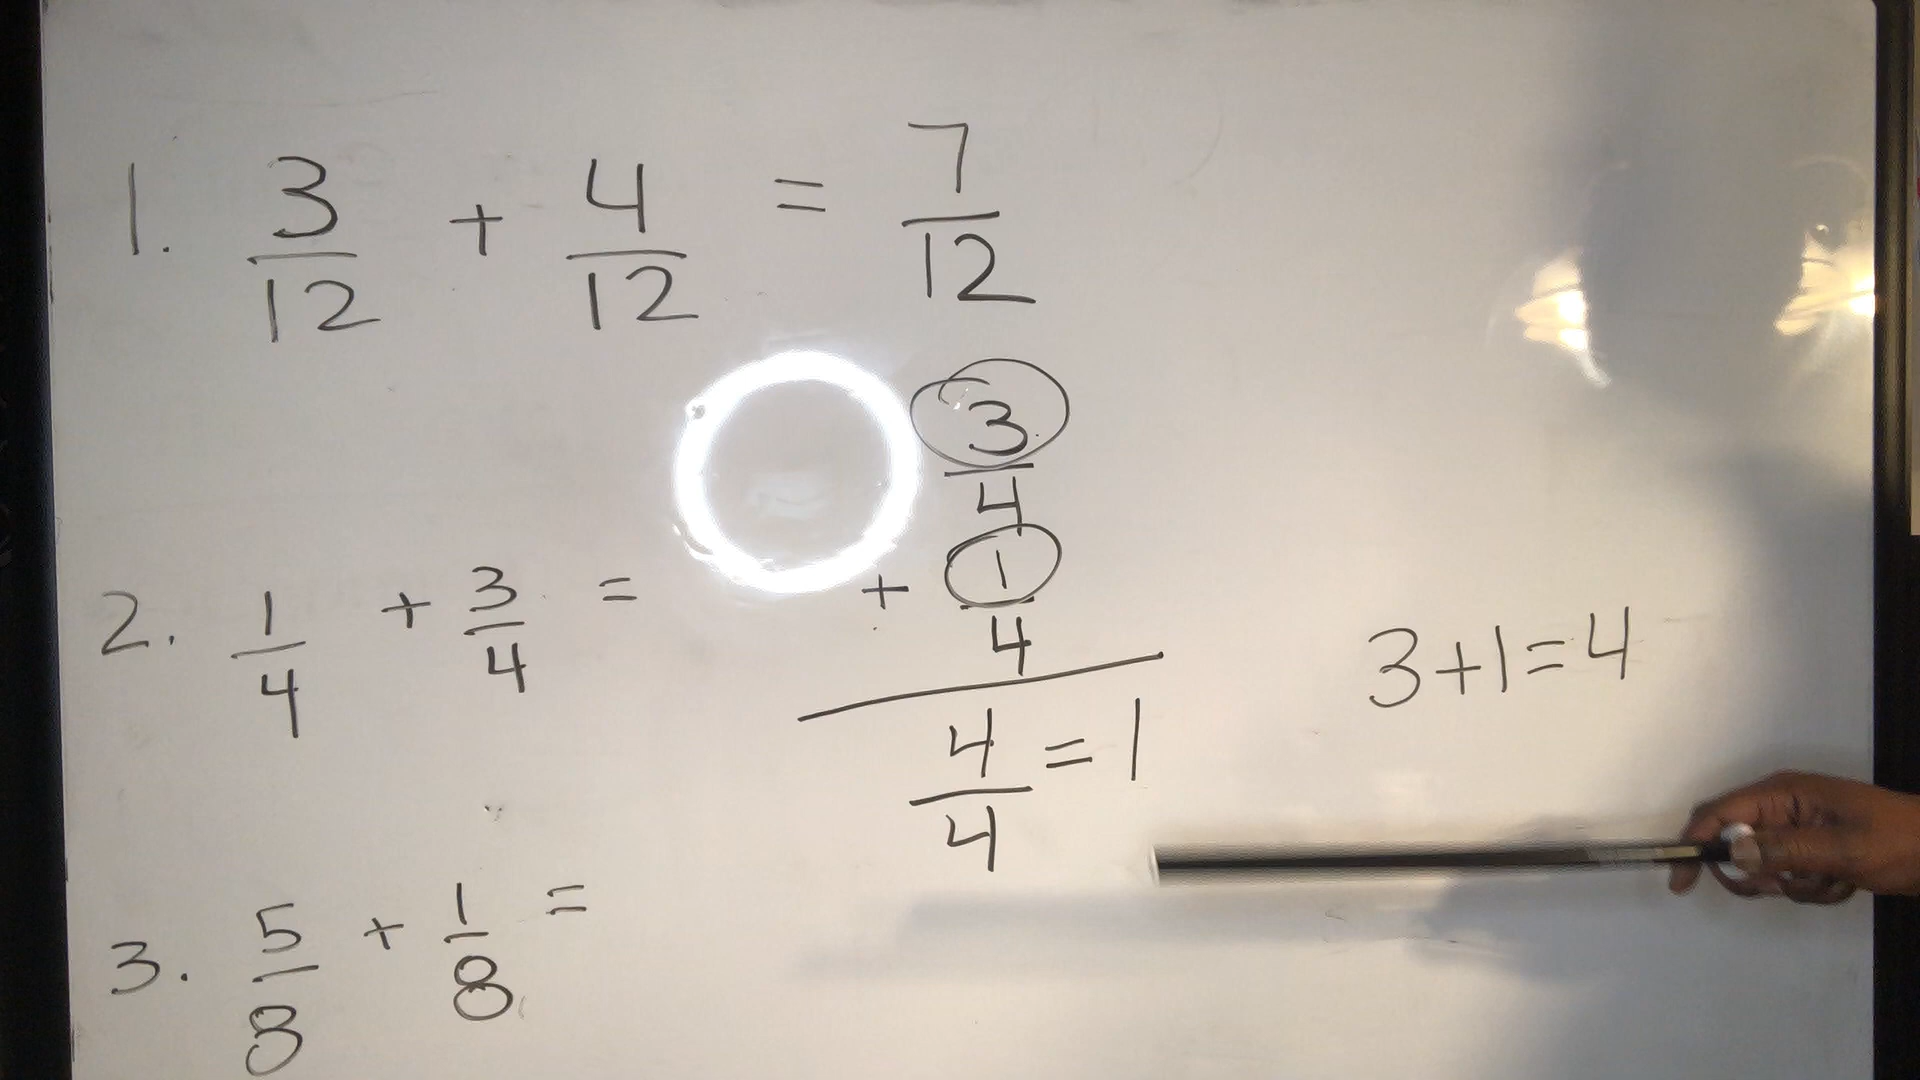 1. 3/12 + 4/12 = 7/12
2. 1/4 + 3/4 =
3/4
+ 1/4
4/4 = 1
3+1=4
3. 5/8 + 1/8 =